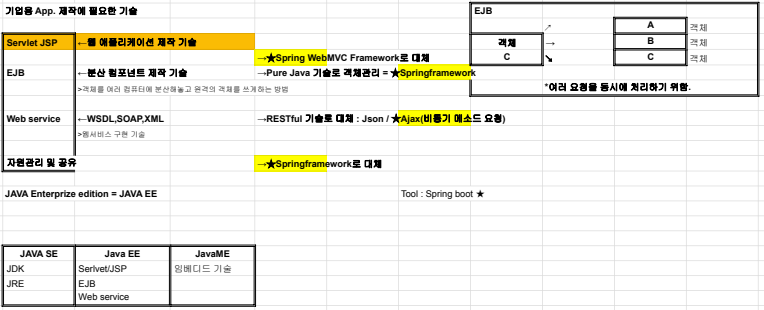 기업용 App. 제작에 필요한 기술
EJB
↗ A 객체
객체 → B 객체
C ↘ C 객체
*여러 요청을 동시에 처리하기 위함.
Servlet JSP ←웹 애플리케이션 제작 기술
→★Spring WebMVC Framework로 대체
EJB ←분산 컴포넌트 제작 기술 →Pure Java 기술로 객체관리 = ★Springframework
>객체를 여러 컴퓨터에 분산해놓고 원격의 객체를 쓰게하는 방법
Web service ←WSDL,SOAP,XML →RESTful 기술로 대체 : Json / ★Ajax(비동기 메소드 요청)
>웹서비스 구현 기술
자원관리 및 공유 →★Springframework로 대체
JAVA Enterprize edition = JAVA EE Tool : Spring boot ★
JAVA SE Java EE JavaME
JDK Serlvet/JSP 임베디드 기술
JRE EJB
Web service